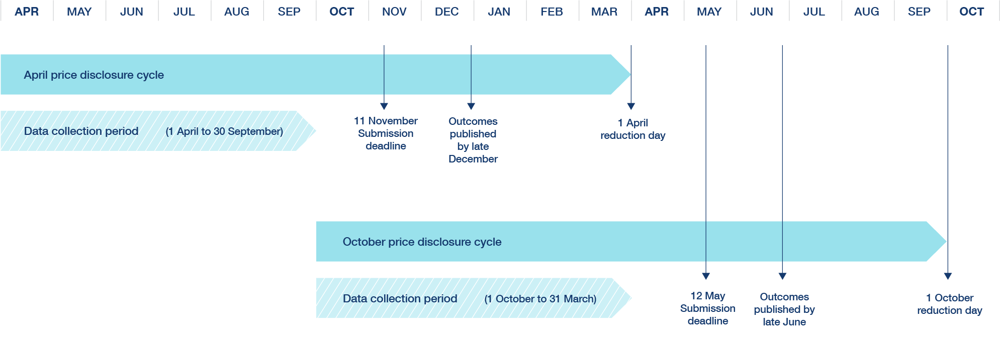 APR MAY JUN JUL AUG SEP OCT NOV DEC JAN FEB MAR APR MAY JUN JUL AUG SEP OCT
April price disclosure cycle
Data collection period (1 April to 30 September)
11 November
Submission
deadline
Outcomes
published
by late
December
1 April
reduction day
October price disclosure cycle
Data collection period (1 October to 31 March)
12 May
Submission
deadline
Outcomes
published by
late June
1 October
reduction day